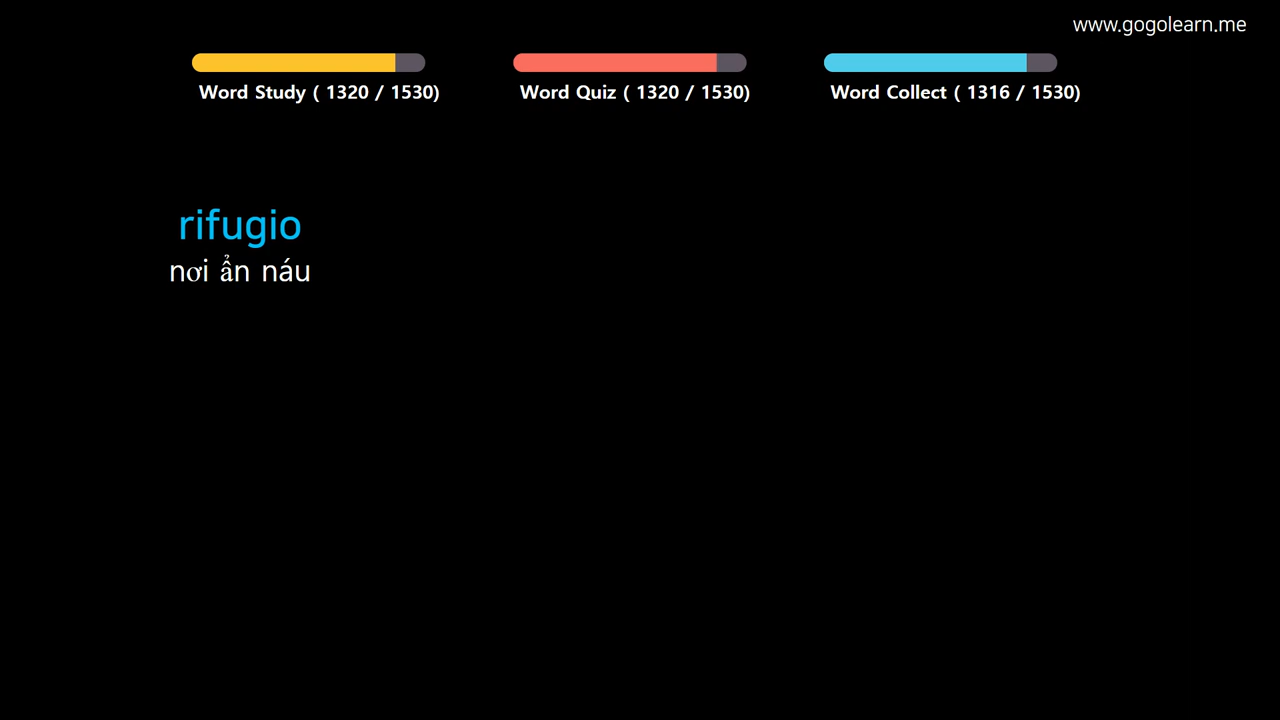 www.gogolearn.me
Word Study ( 1320 / 1530)
Word Quiz ( 1320 / 1530)
Word Collect ( 1316 / 1530)
rifugio
nơi ẩn náu